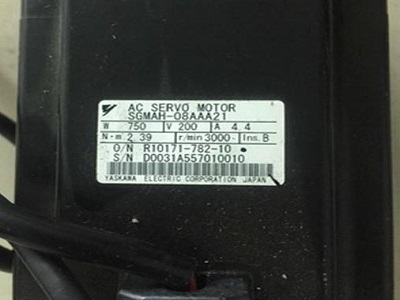 AC SERVO MOTOR
SGMAH-08AAA21
W 750 V 200 A 4.4
N·m 2.39 r/min 3000 Ins. B
O/N R10171-782-10
S/N D0031A557010010
YASKAWA ELECTRIC CORPORATION JAPAN